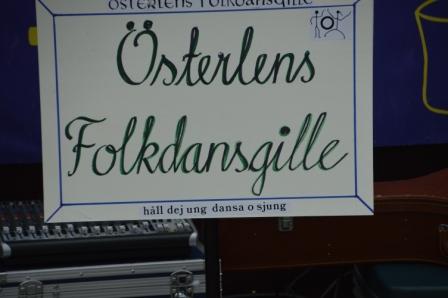 ÖSTERLENS FOLKDANSGILLE
Österlens
Folkdansgille
håll dej ung dansa o sjung